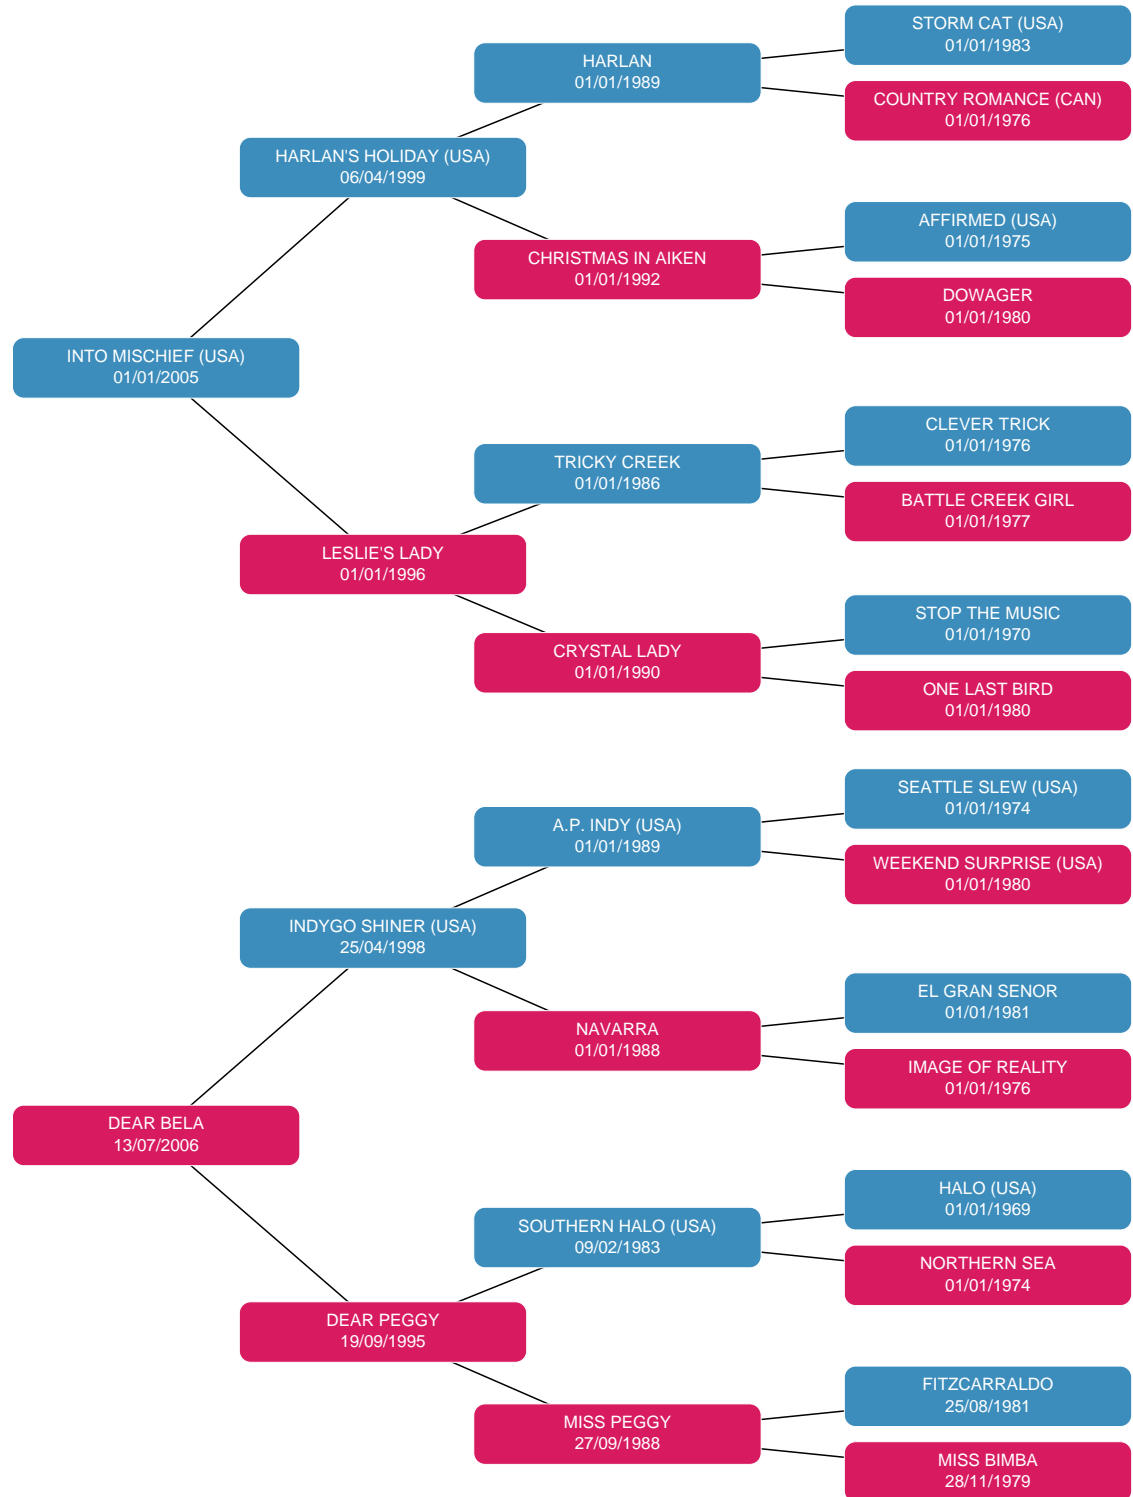 STORM CAT (USA)
01/01/1983
HARLAN
01/01/1989
COUNTRY ROMANCE (CAN)
01/01/1976
HARLAN'S HOLIDAY (USA)
06/04/1999
AFFIRMED (USA)
01/01/1975
CHRISTMAS IN AIKEN
01/01/1992
DOWAGER
01/01/1980
INTO MISCHIEF (USA)
01/01/2005
CLEVER TRICK
01/01/1976
TRICKY CREEK
01/01/1986
BATTLE CREEK GIRL
01/01/1977
LESLIE'S LADY
01/01/1996
STOP THE MUSIC
01/01/1970
CRYSTAL LADY
01/01/1990
ONE LAST BIRD
01/01/1980
SEATTLE SLEW (USA)
01/01/1974
A.P. INDY (USA)
01/01/1989
WEEKEND SURPRISE (USA)
01/01/1980
INDYGO SHINER (USA)
25/04/1998
EL GRAN SENOR
01/01/1981
NAVARRA
01/01/1988
IMAGE OF REALITY
01/01/1976
DEAR BELA
13/07/2006
HALO (USA)
01/01/1969
SOUTHERN HALO (USA)
09/02/1983
NORTHERN SEA
01/01/1974
DEAR PEGGY
19/09/1995
FITZCARRALDO
25/08/1981
MISS PEGGY
27/09/1988
MISS BIMBA
28/11/1979